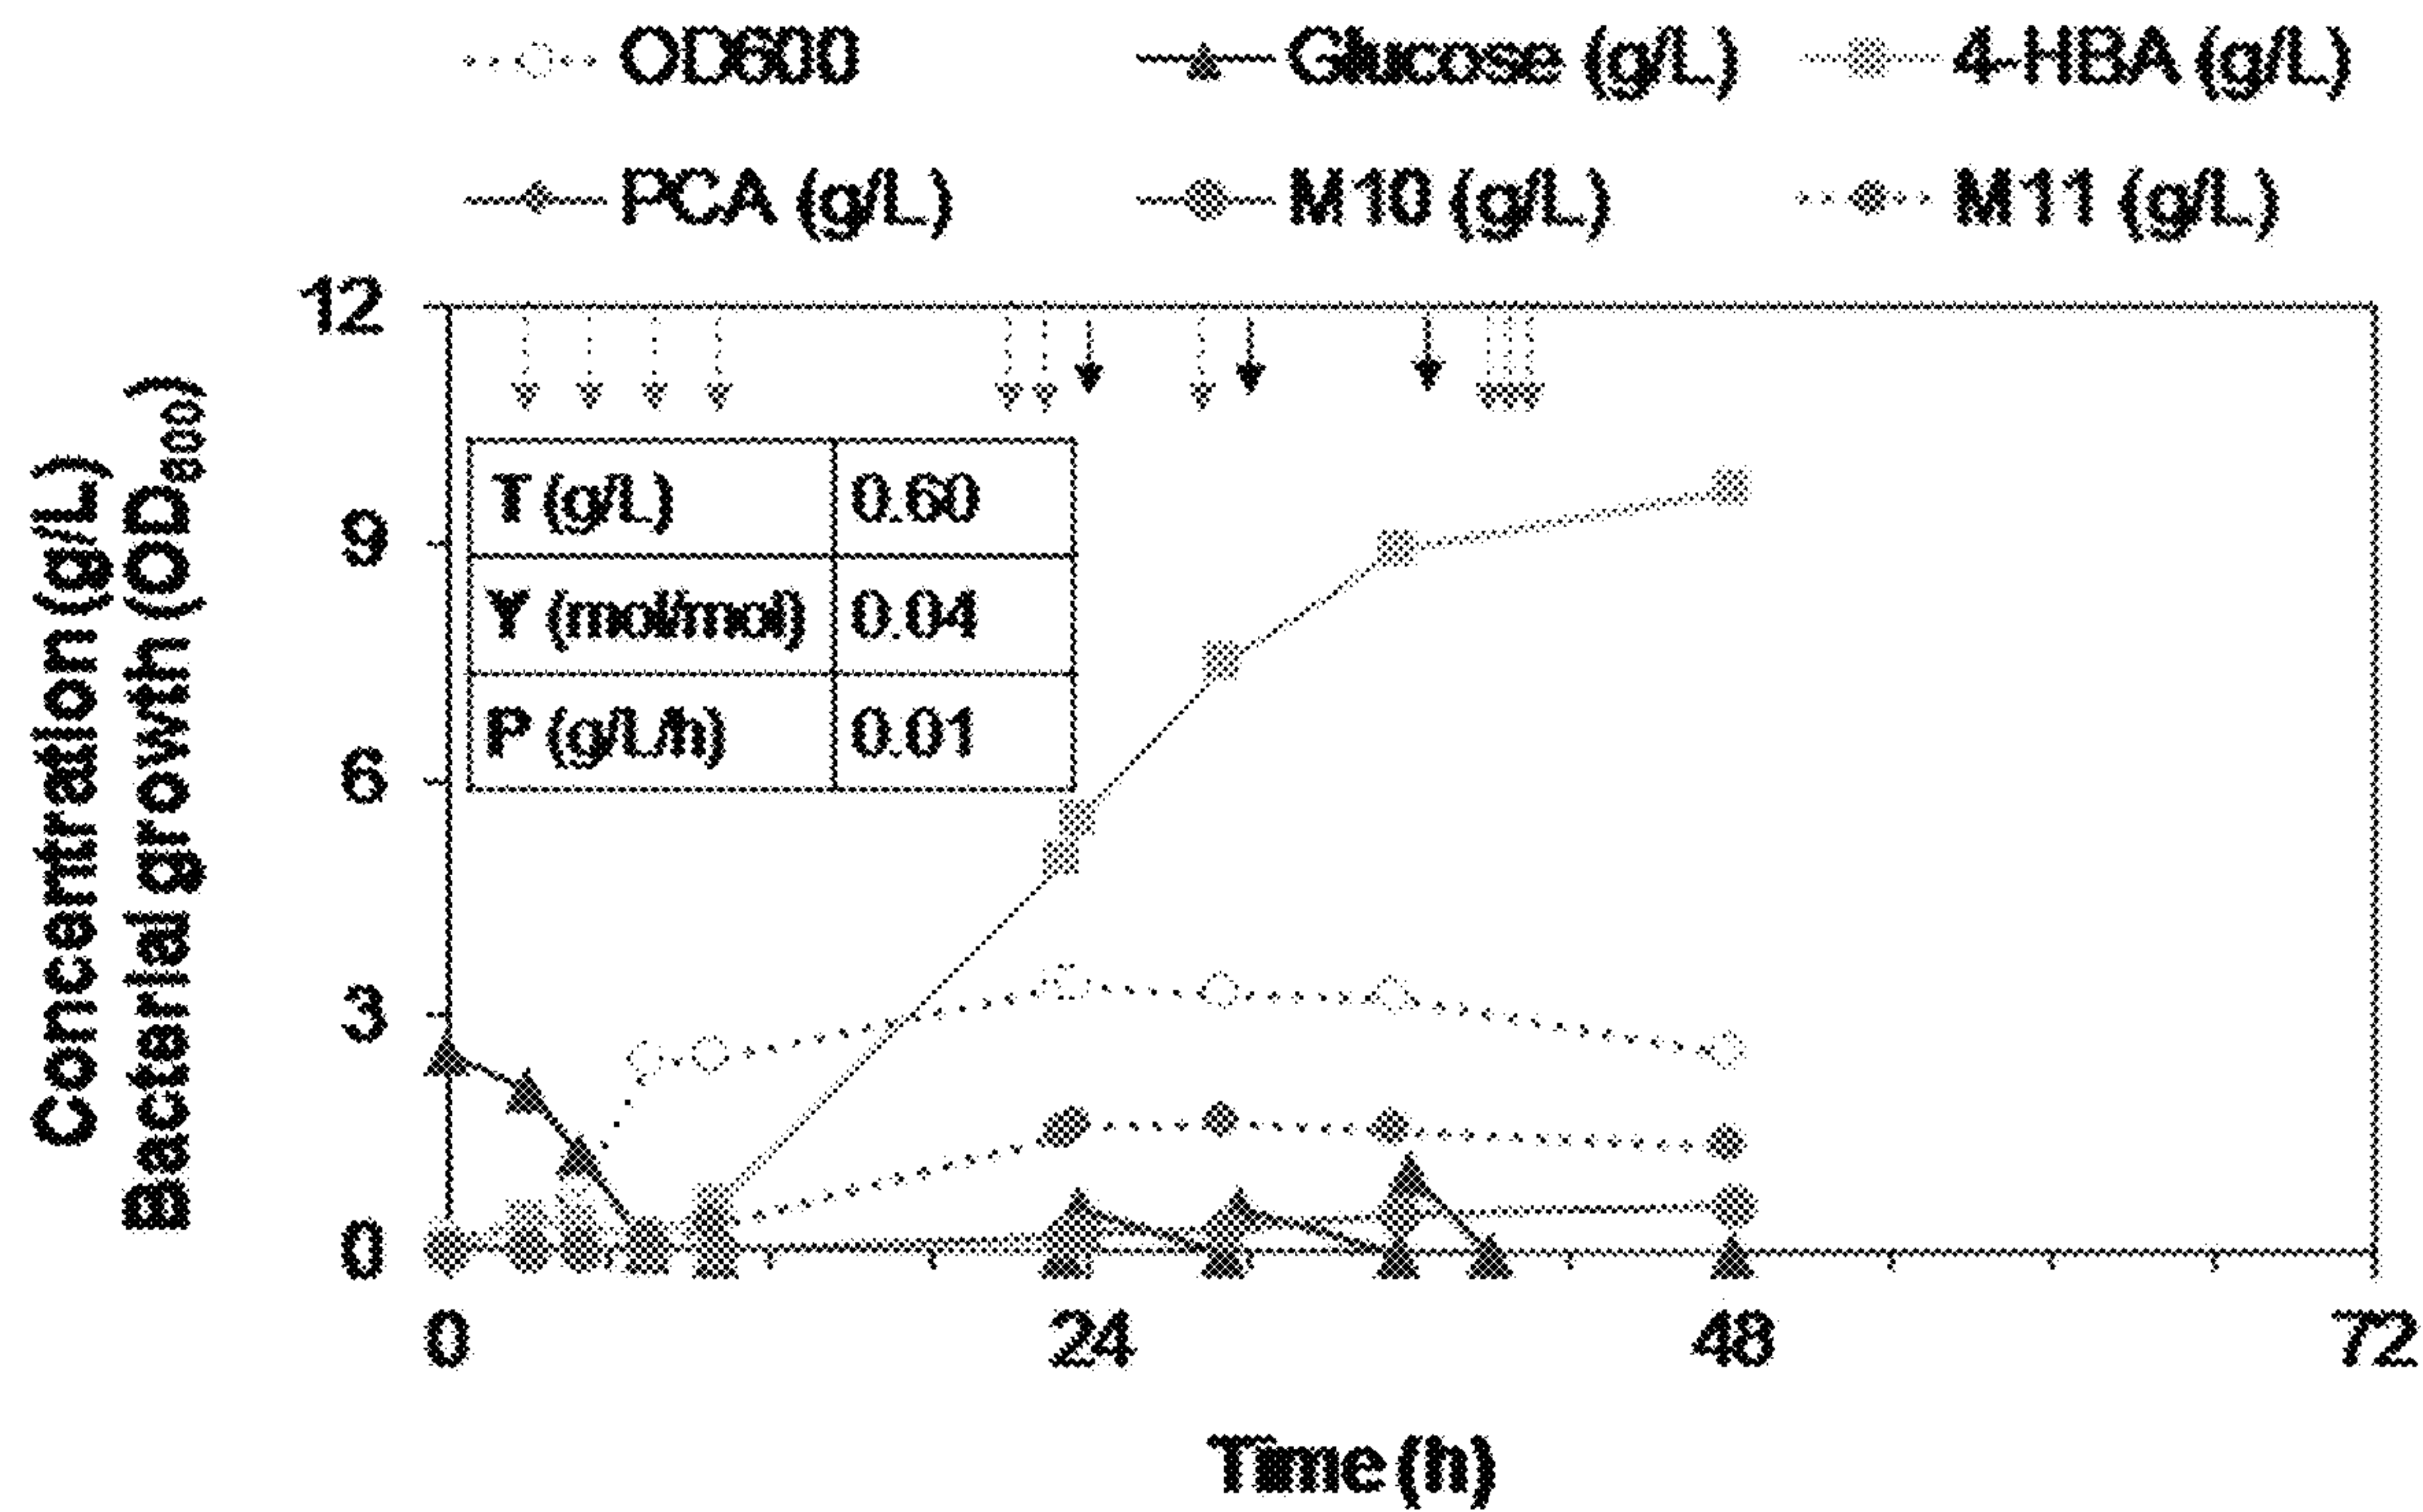 OD600 Glucose (g/L) 4-HBA (g/L)
PCA (g/L) M10 (g/L) M11 (g/L)
Concentration (g/L)
Bacterial growth (OD600)
12
9
6
3
0
T (g/L) 0.60
Y (mol/mol) 0.04
P (g/L/h) 0.01
0 24 48 72
Time (h)